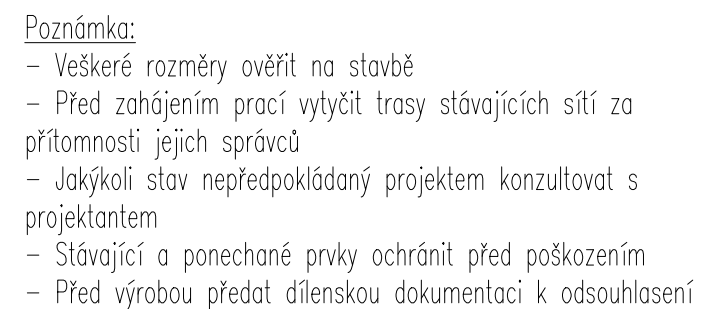 Poznámka:
- Veškeré rozměry ověřit na stavbě
- Před zahájením prací vytyčit trasy stávajících sítí za
přítomnosti jejich správců
- Jakýkoli stav nepředpokládaný projektem konzultovat s
projektantem
- Stávající a ponechané prvky ochránit před poškozením
- Před výrobou předat dílenskou dokumentaci k odsouhlasení